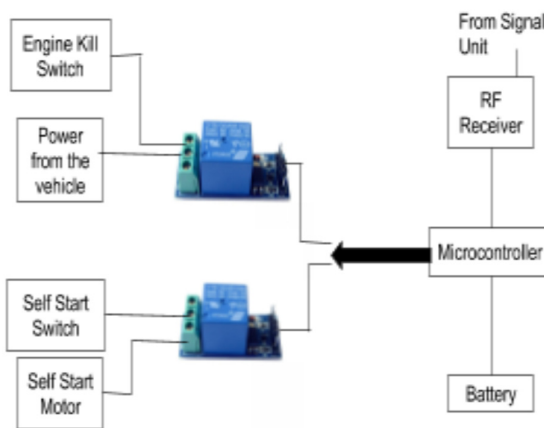 Engine Kill
Switch
Power
from the
vehicle
Self Start
Switch
Self Start
Motor
From Signal
Unit
RF
Receiver
Microcontroller
Battery